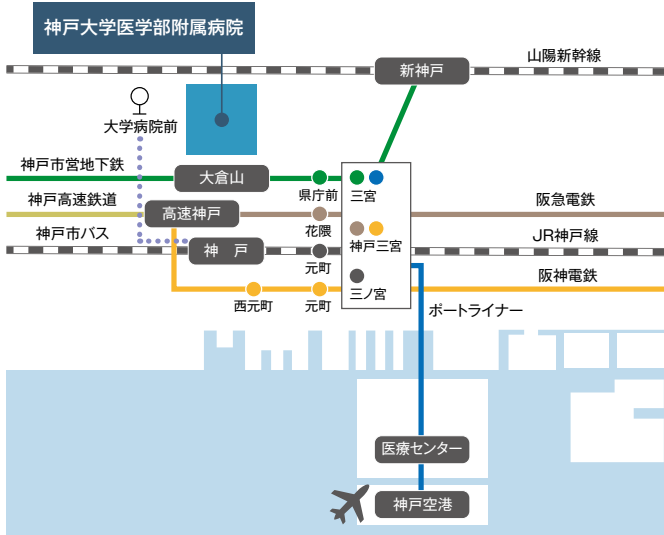 神戸大学医学部附属病院
山陽新幹線
新神戸
大学病院前
神戸市営地下鉄
大倉山
県庁前
三宮
神戸高速鉄道
高速神戸
花隈
神戸三宮
阪急電鉄
神戸市バス
神戸
元町
三ノ宮
JR神戸線
西元町
元町
阪神電鉄
ポートライナー
医療センター
神戸空港